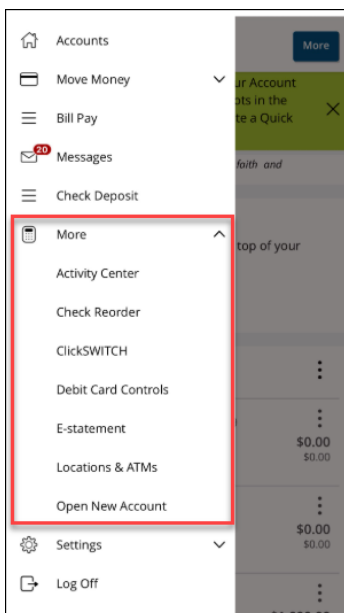 Accounts
More
Move Money
ur Account
ots in the
te a Quick
Bill Pay
20
Messages
faith and
Check Deposit
More
top of your
Activity Center
Check Reorder
ClickSWITCH
Debit Card Controls
E-statement
$0.00
$0.00
Locations & ATMs
Open New Account
$0.00
$0.00
Settings
Log Off